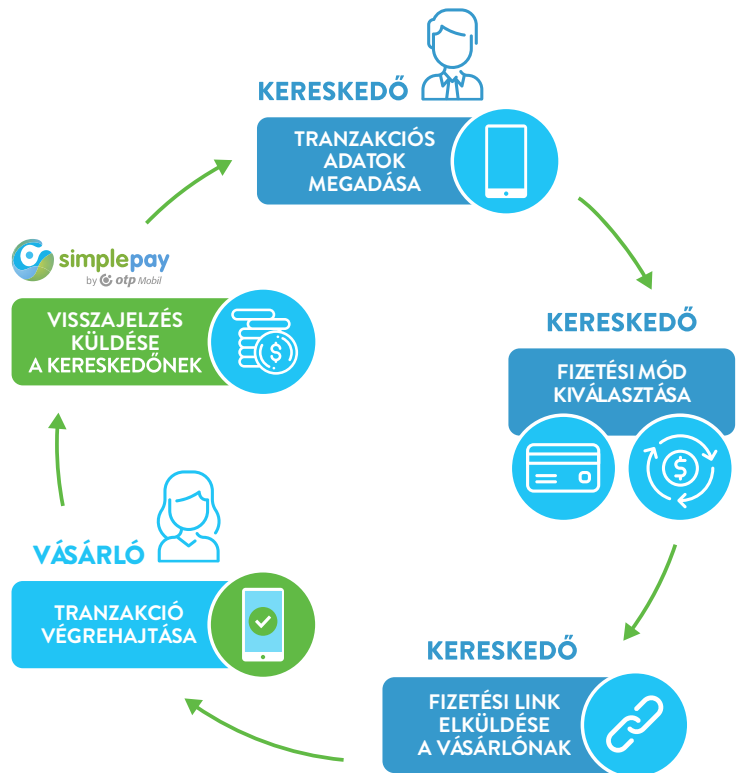 KERESKEDŐ
TRANZAKCIÓS
ADATOK
MEGADÁSA
KERESKEDŐ
FIZETÉSI MÓD
KIVÁLASZTÁSA
$
KERESKEDŐ
FIZETÉSI LINK
ELKÜLDÉSE
A VÁSÁRLÓNAK
VÁSÁRLÓ
TRANZAKCIÓ
VÉGREHAJTÁSA
simplepay
by otp Mobil
VISSZAJELZÉS
KÜLDÉSE
A KERESKEDŐNEK
$